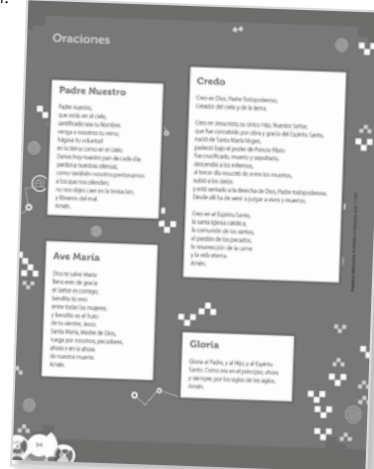 Oraciones
Padre Nuestro
Padre nuestro,
que estás en el cielo,
santificado sea tu Nombre;
venga a nosotros tu reino;
hágase tu voluntad
en la tierra como en el cielo.
Danos hoy nuestro pan de cada día;
perdona nuestras ofensas,
como también nosotros perdonamos
a los que nos ofenden;
no nos dejes caer en la tentación,
y líbranos del mal.
Amén.
Ave María
Dios te salve María
llena eres de gracia
el Señor es contigo;
bendita tú eres
entre todas las mujeres,
y bendito es el fruto
de tu vientre, Jesús.
Santa María, Madre de Dios,
ruega por nosotros, pecadores,
ahora y en la ahora
de nuestra muerte.
Amén.
Credo
Creo en Dios, Padre Todopoderoso,
Creador del cielo y de la tierra.
Creo en Jesucristo, su único Hijo, Nuestro Señor,
que fue concebido por obra y gracia del Espíritu Santo,
nació de Santa María Virgen,
padeció bajo el poder de Poncio Pilato
fue crucificado, muerto y sepultado,
descendió a los infiernos,
al tercer día resucitó de entre los muertos,
subió a los cielos
y está sentado a la derecha de Dios, Padre todopoderoso.
Desde allí ha de venir a juzgar a vivos y muertos.
Creo en el Espíritu Santo,
la santa Iglesia católica,
la comunión de los santos,
el perdón de los pecados,
la resurrección de la carne
y la vida eterna.
Amén.
Gloria
Gloria al Padre, y al Hijo, y al Espíritu
Santo. Como era en el principio, ahora
y siempre, por los siglos de los siglos.
Amén.